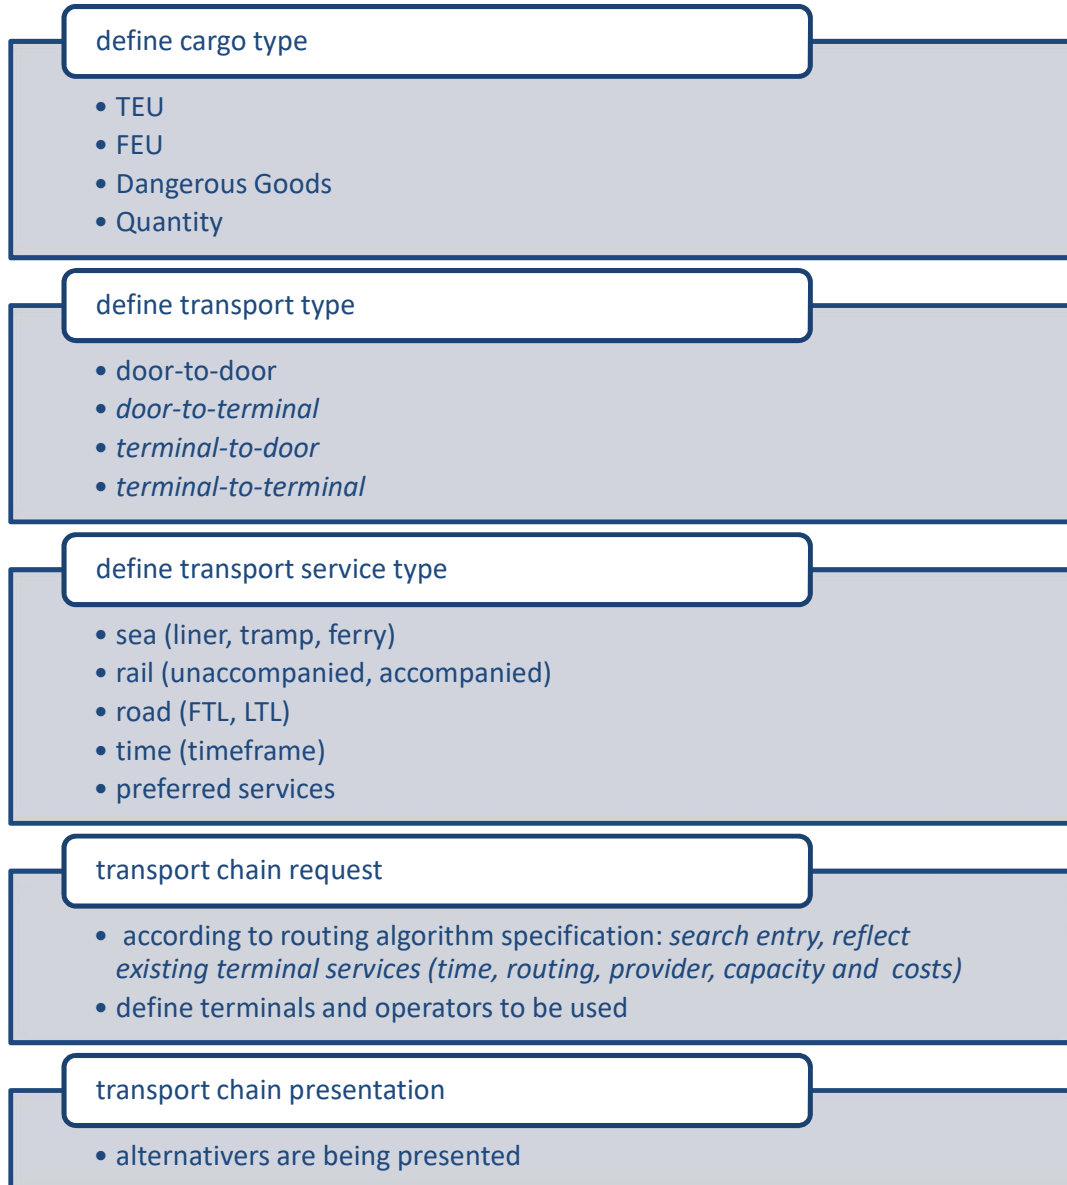 define cargo type
• TEU
• FEU
• Dangerous Goods
• Quantity
define transport type
• door-to-door
• door-to-terminal
• terminal-to-door
• terminal-to-terminal
define transport service type
• sea (liner, tramp, ferry)
• rail (unaccompanied, accompanied)
• road (FTL, LTL)
• time (timeframe)
• preferred services
transport chain request
• according to routing algorithm specification: search entry, reflect
existing terminal services (time, routing, provider, capacity and costs)
• define terminals and operators to be used
transport chain presentation
• alternativers are being presented